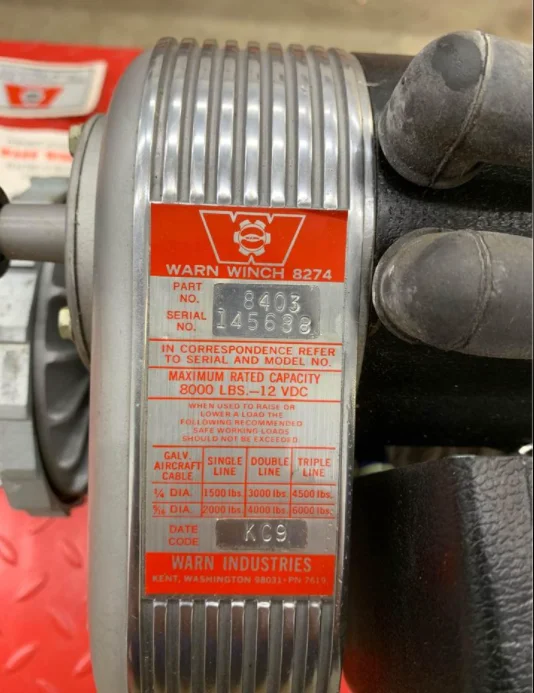 WARN WINCH 8274
PART NO. 8403
SERIAL NO. 145688
IN CORRESPONDENCE REFER
TO SERIAL AND MODEL NO.
MAXIMUM RATED CAPACITY
8000 LBS.—12 VDC
WHEN USED TO RAISE OR
LOWER A LOAD THE
FOLLOWING RECOMMENDED
SAFE WORKING LOADS
SHOULD NOT BE EXCEEDED
GALV. AIRCRAFT CABLE SINGLE LINE DOUBLE LINE TRIPLE LINE
1/4 DIA. 1500 lbs. 3000 lbs. 4500 lbs.
5/16 DIA. 2000 lbs. 4000 lbs. 6000 lbs.
DATE CODE KC9
WARN INDUSTRIES
KENT, WASHINGTON 98031 • PN 7615